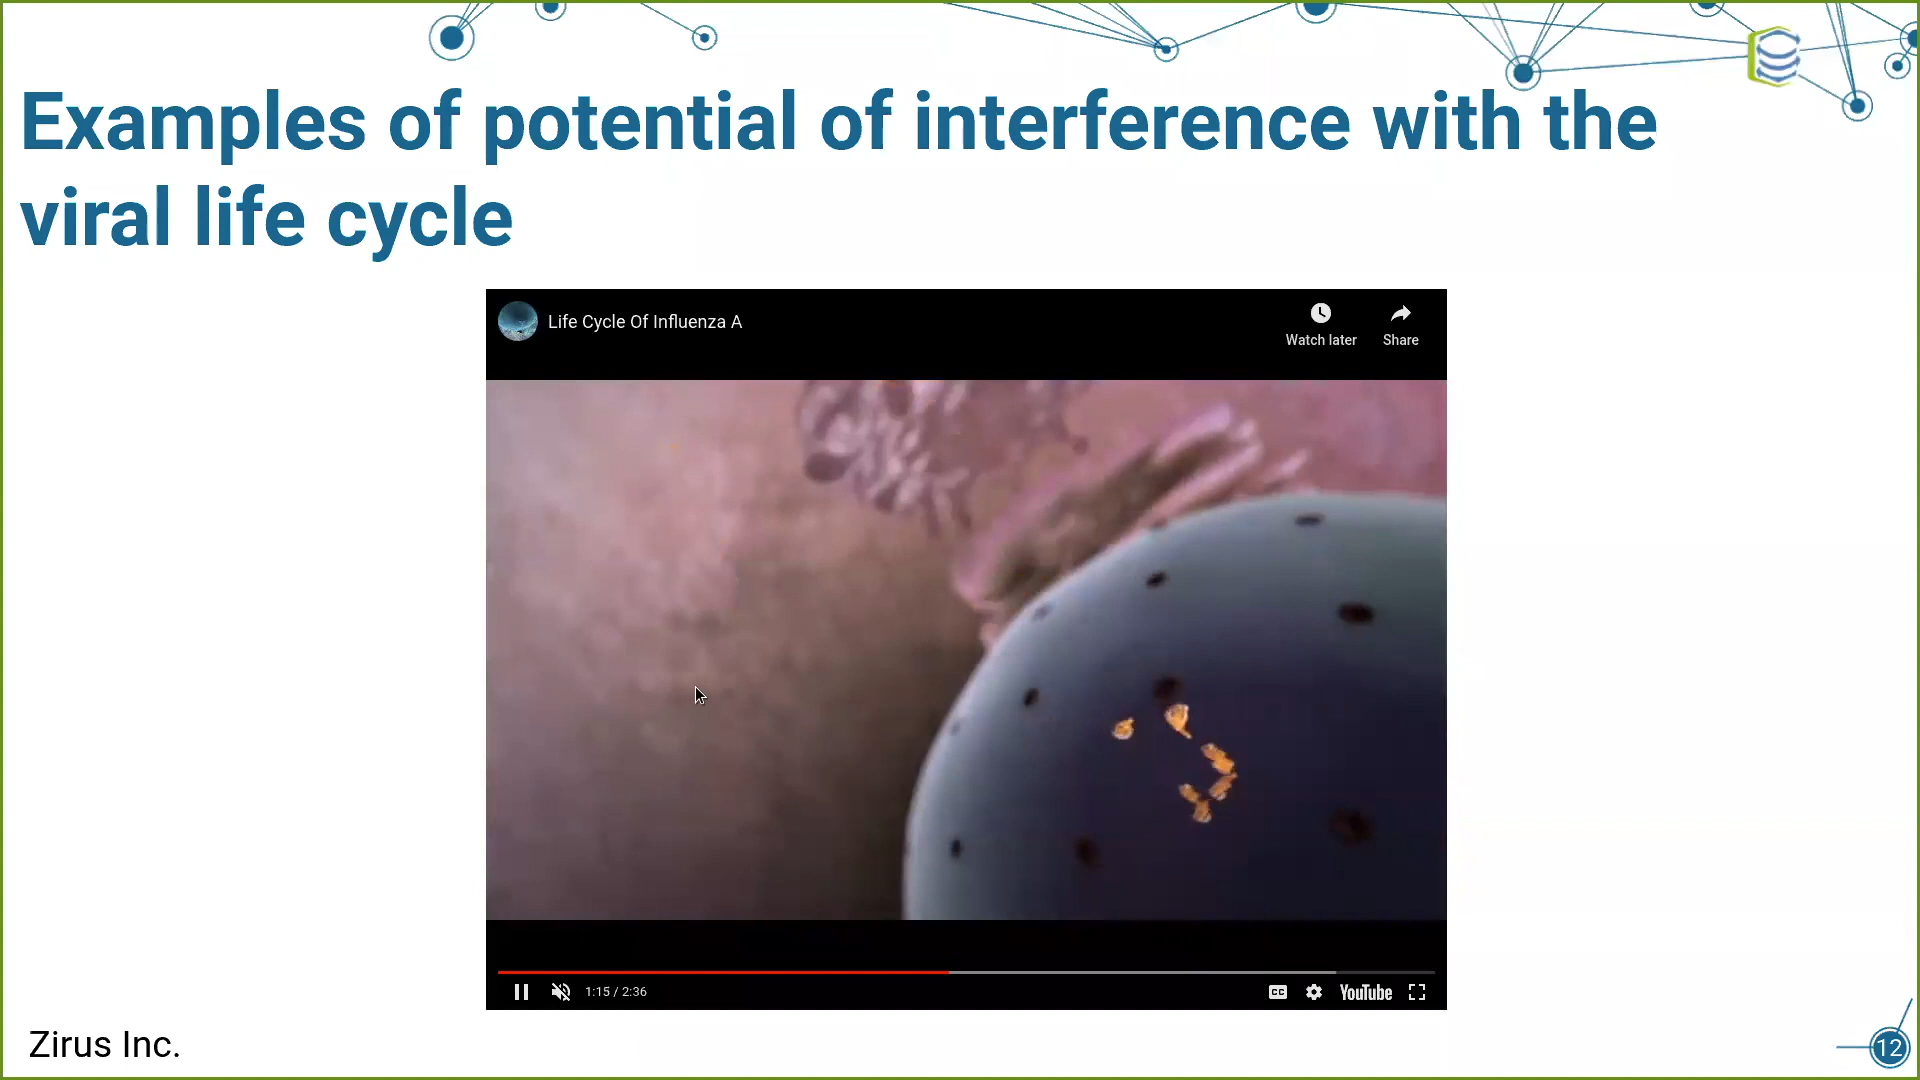 Examples of potential of interference with the
viral life cycle
Life Cycle Of Influenza A
Watch later
Share
1:15 / 2:36
CC
YouTube
Zirus Inc.
12